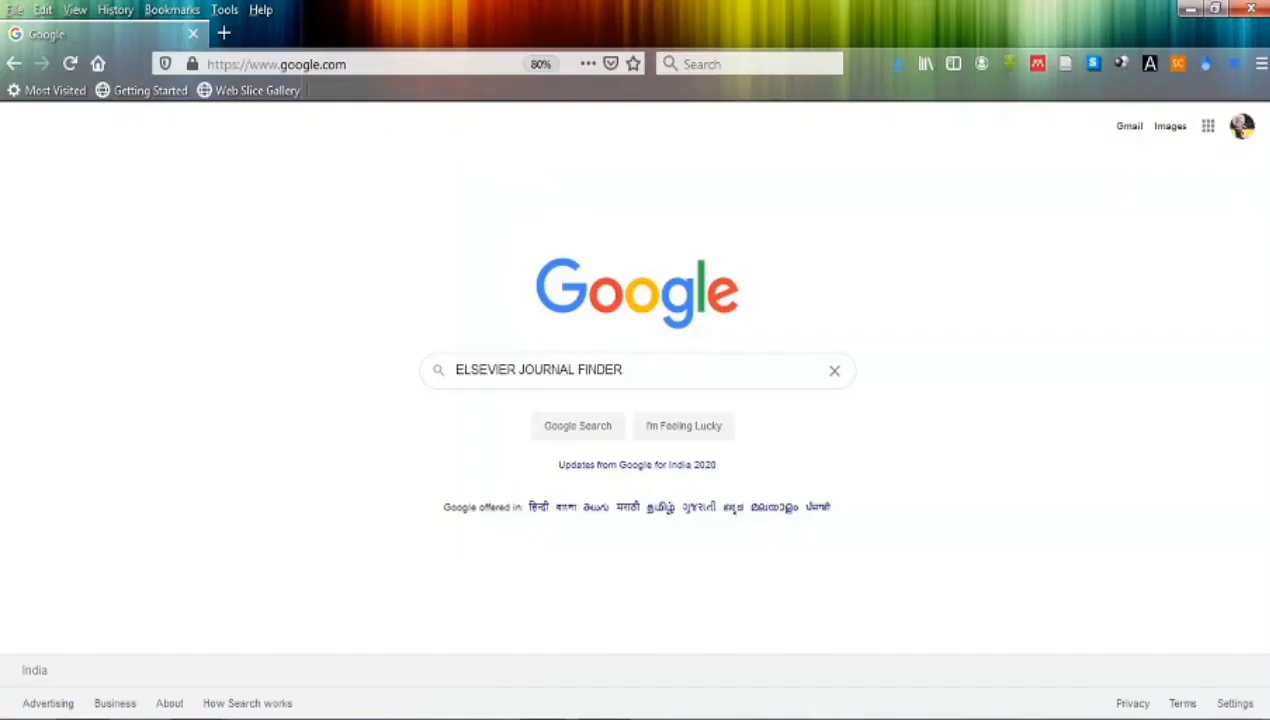 File Edit View History Bookmarks Tools Help
Google
https://www.google.com 80% Search
Most Visited Getting Started Web Slice Gallery
Gmail Images
Google
ELSEVIER JOURNAL FINDER
Google Search I'm Feeling Lucky
Updates from Google for India 2020
Google offered in: हिन्दी বাংলা తెలుగు मराठी தமிழ் ગુજરાતી ಕನ್ನಡ മലയാളം ਪੰਜਾਬੀ
India
Advertising Business About How Search works Privacy Terms Settings